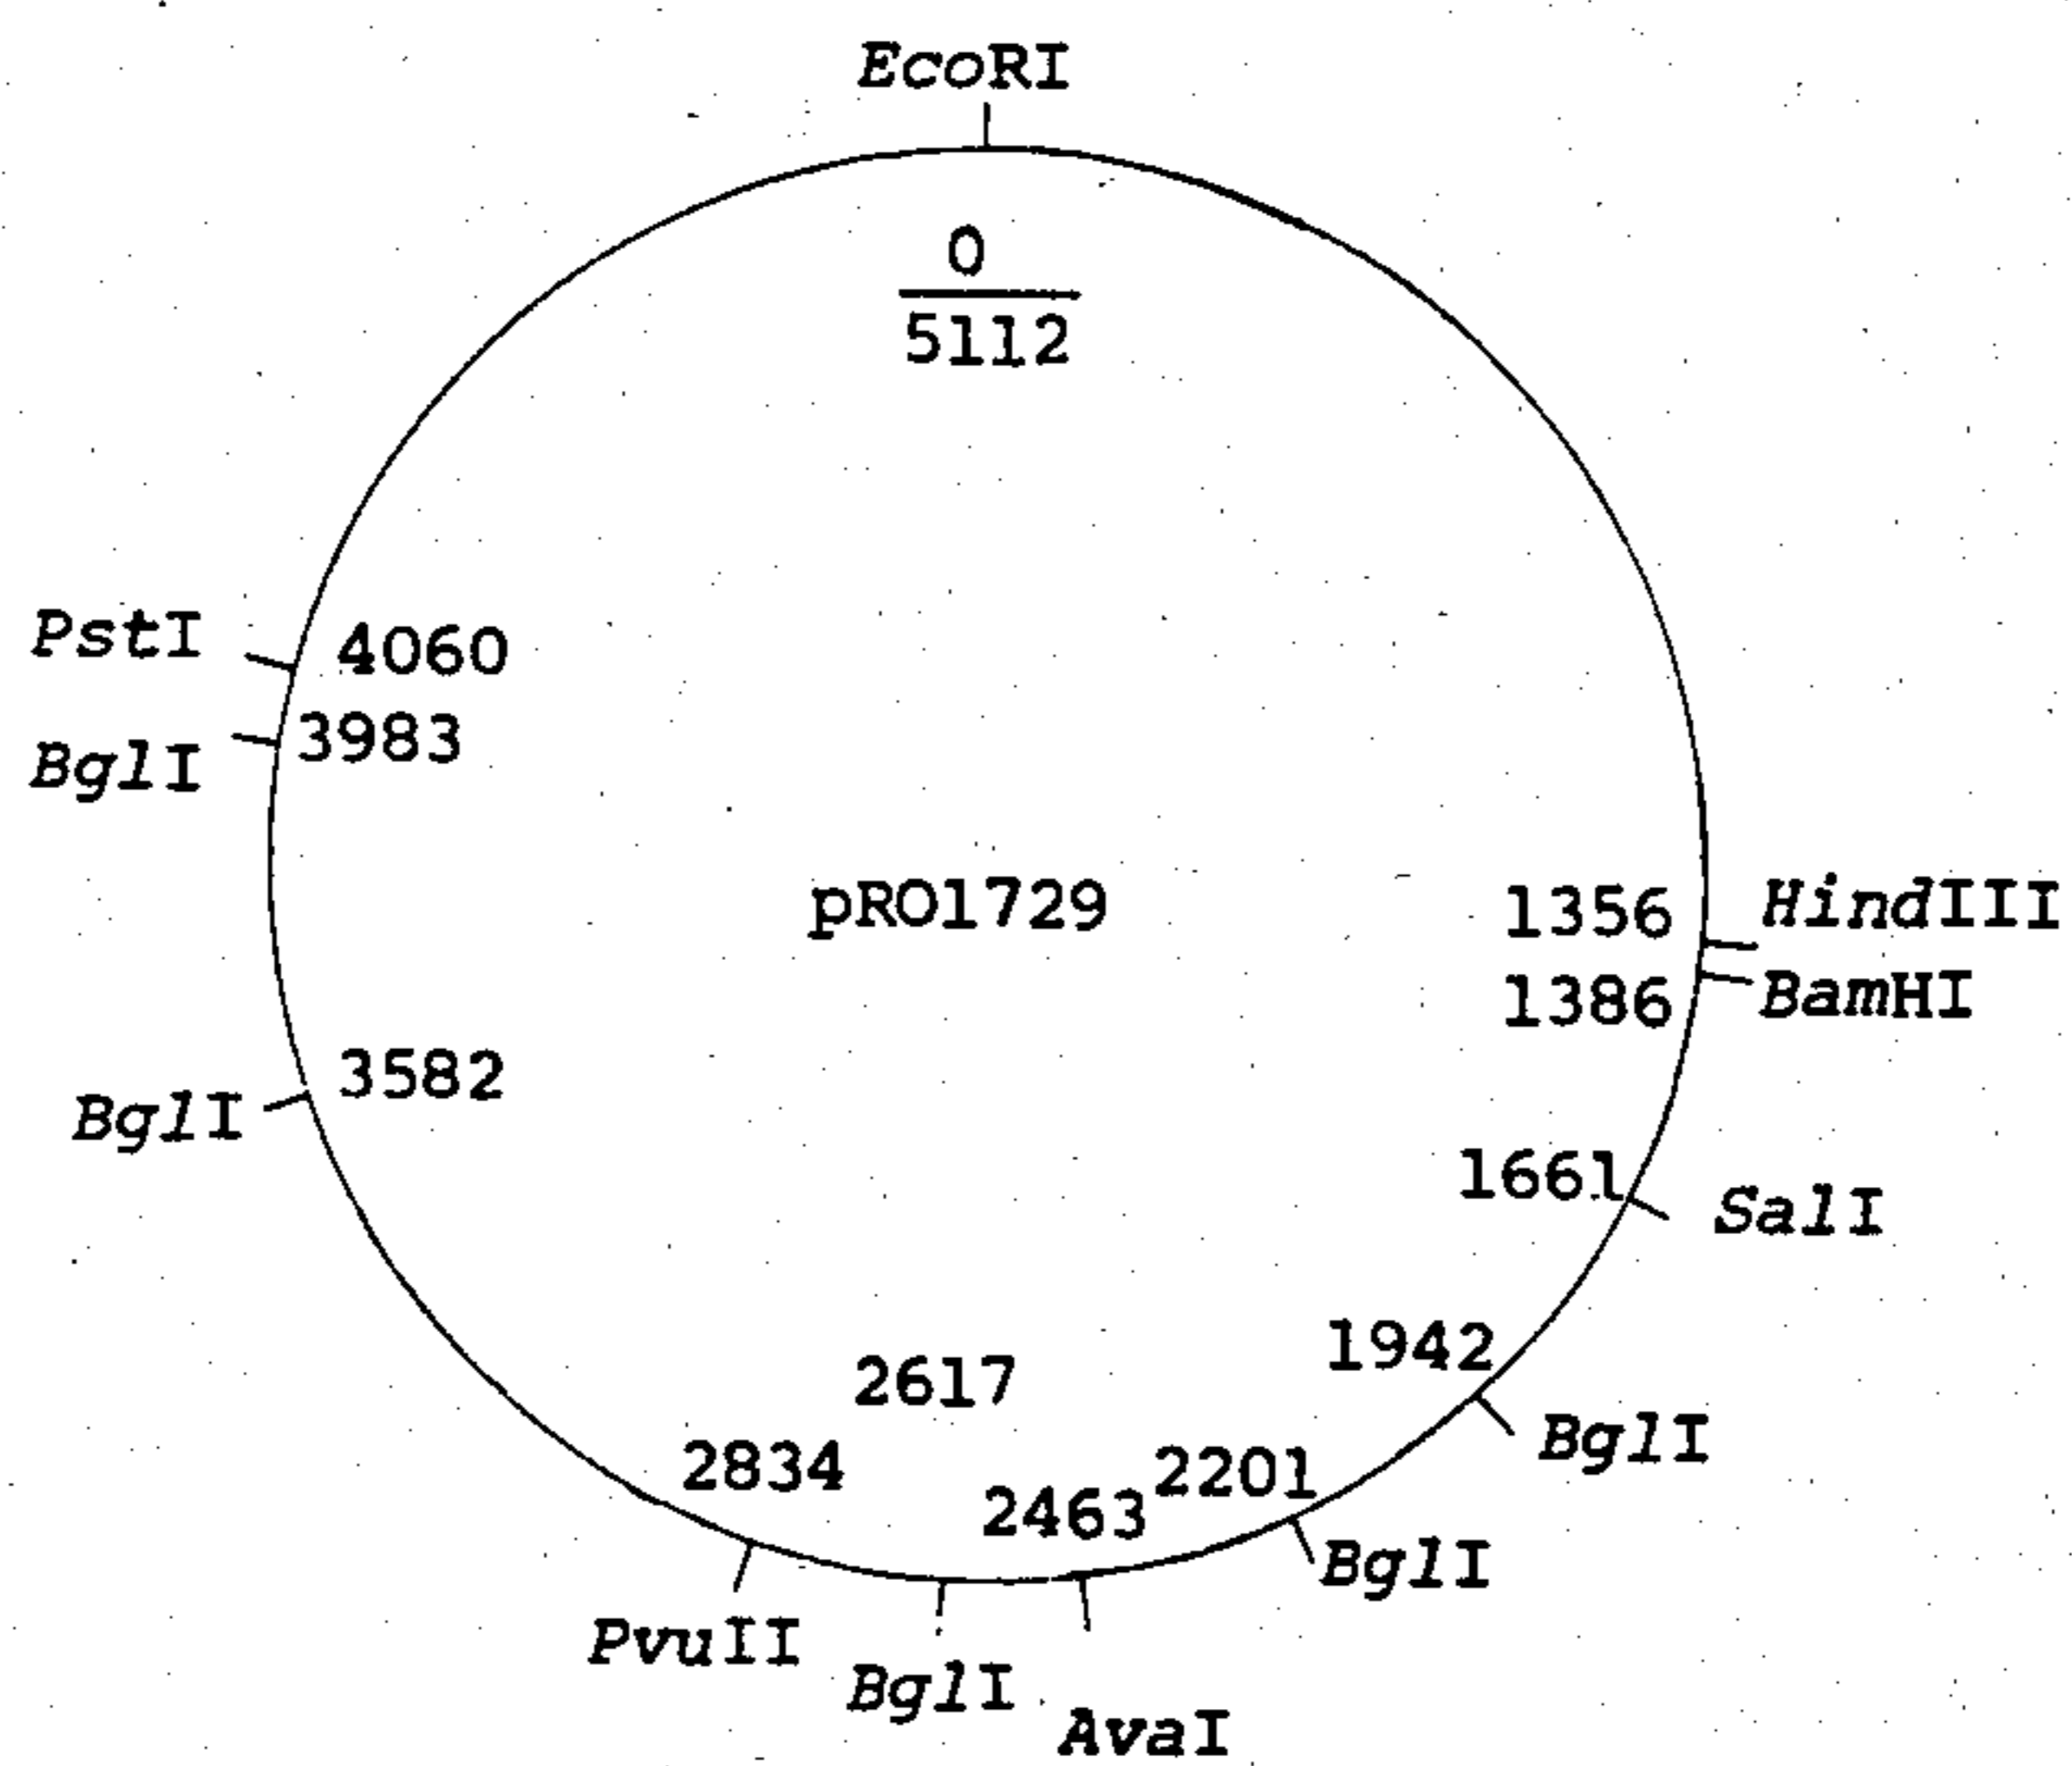 EcoRI
0
5112
PstI
4060
BglI
3983
pRO1729
1356
HindIII
1386
BamHI
BglI
3582
1661
SalI
1942
BglI
2617
2834
2463
2201
BglI
PvuII
BglI
AvaI